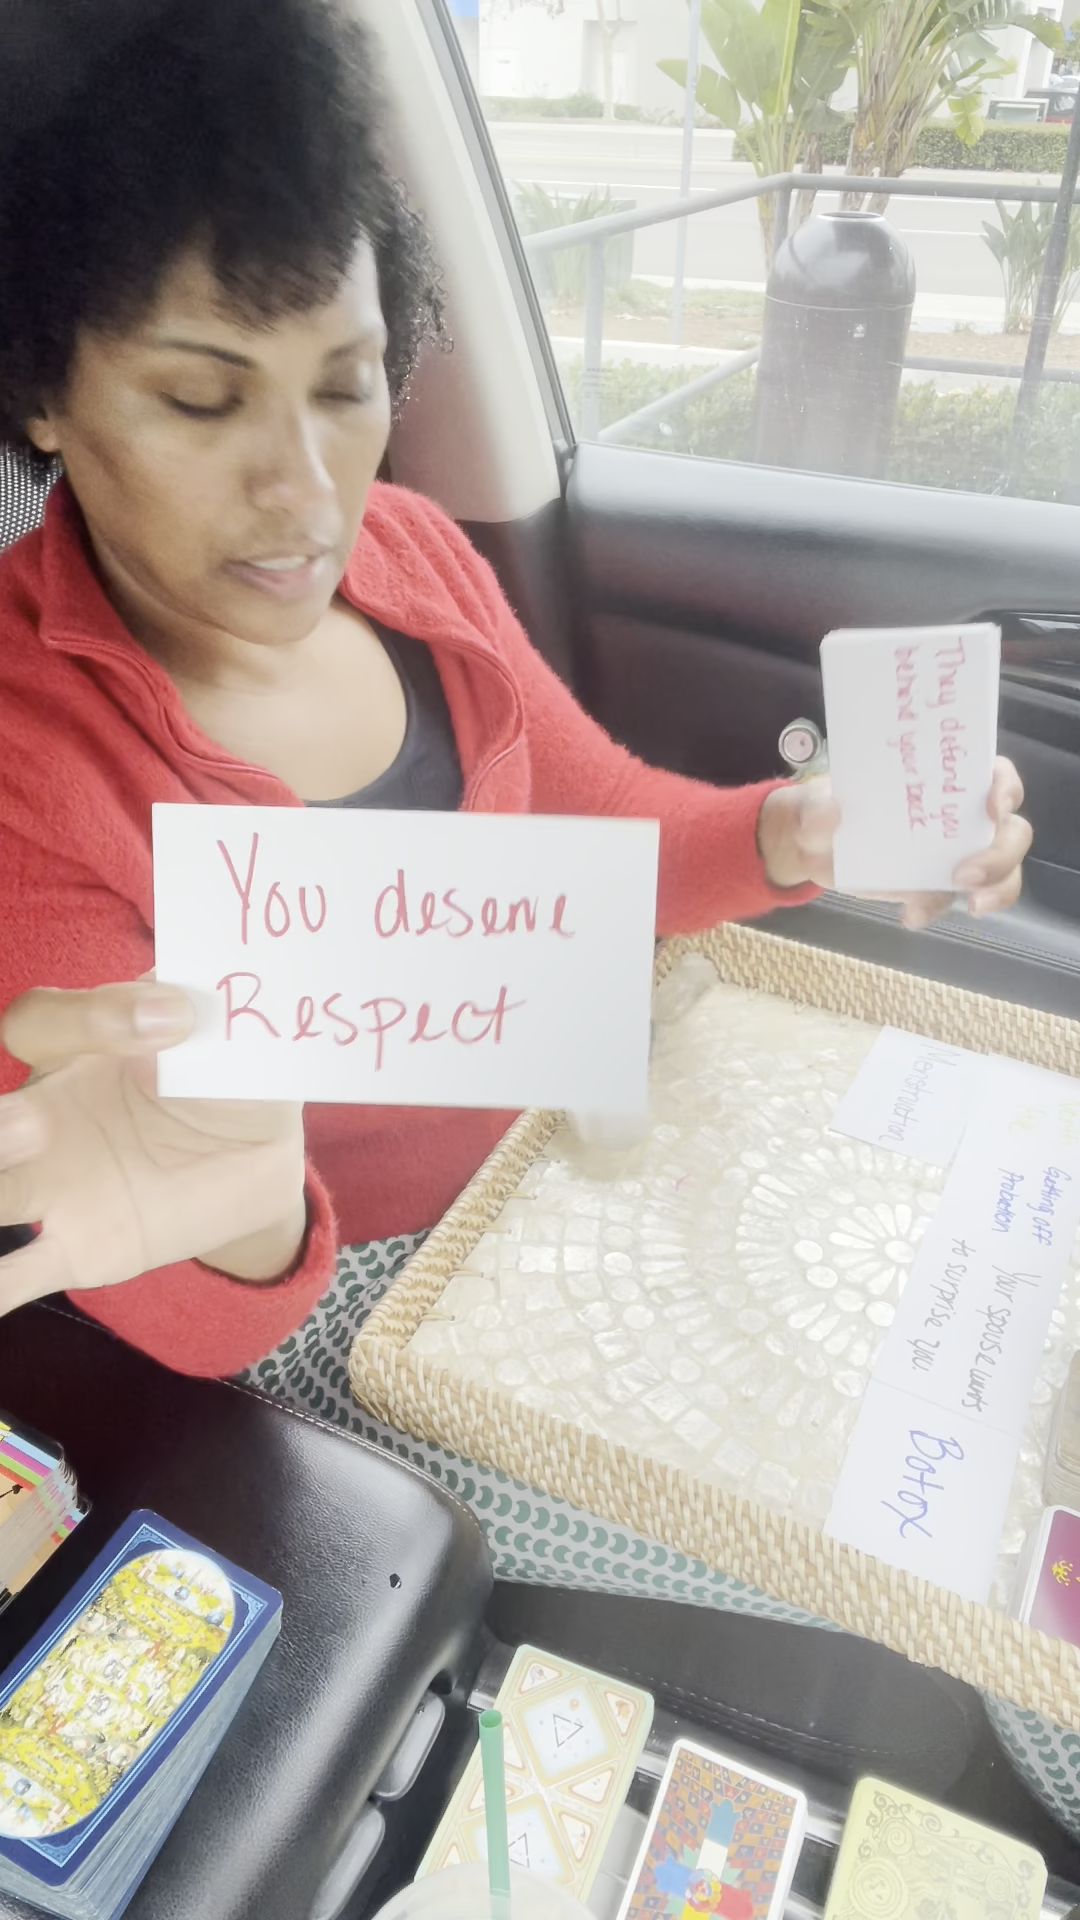 You deserve
Respect
They defend you
behind your back
Menstruation
Getting off
Probation
Your spouse wants
to surprise you.
Botox